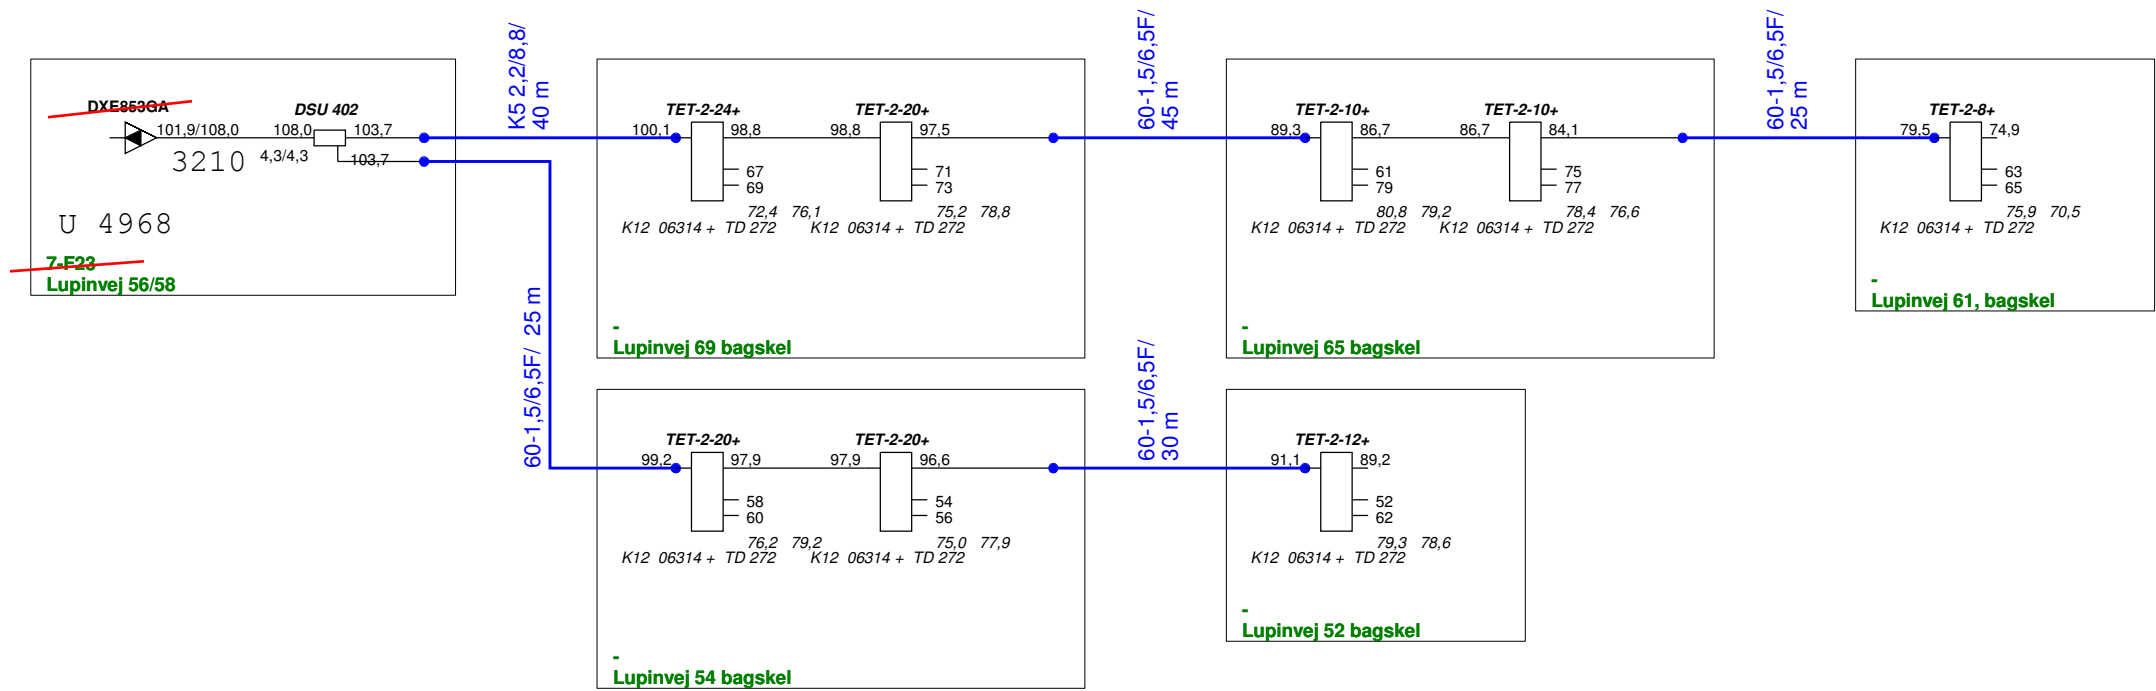 DXE853GA
DSU 402
101,9/108,0
108,0
103,7
3210
4,3/4,3
103,7
U 4968
7-F23
Lupinvej 56/58
K5 2,2/8,8/
40 m
TET-2-24+
TET-2-20+
100,1
98,8
98,8
97,5
67
69
71
73
72,4 76,1
75,2 78,8
K12 06314 + TD 272
K12 06314 + TD 272
-
Lupinvej 69 bagskel
60-1,5/6,5F/
45 m
TET-2-10+
TET-2-10+
89,3
86,7
86,7
84,1
61
79
75
77
80,8 79,2
78,4 76,6
K12 06314 + TD 272
K12 06314 + TD 272
-
Lupinvej 65 bagskel
60-1,5/6,5F/
25 m
TET-2-8+
79,5
74,9
63
65
75,9 70,5
K12 06314 + TD 272
-
Lupinvej 61, bagskel
60-1,5/6,5F/ 25 m
TET-2-20+
TET-2-20+
99,2
97,9
97,9
96,6
58
60
54
56
76,2 79,2
75,0 77,9
K12 06314 + TD 272
K12 06314 + TD 272
-
Lupinvej 54 bagskel
60-1,5/6,5F/
30 m
TET-2-12+
91,1
89,2
52
62
79,3 78,6
K12 06314 + TD 272
-
Lupinvej 52 bagskel